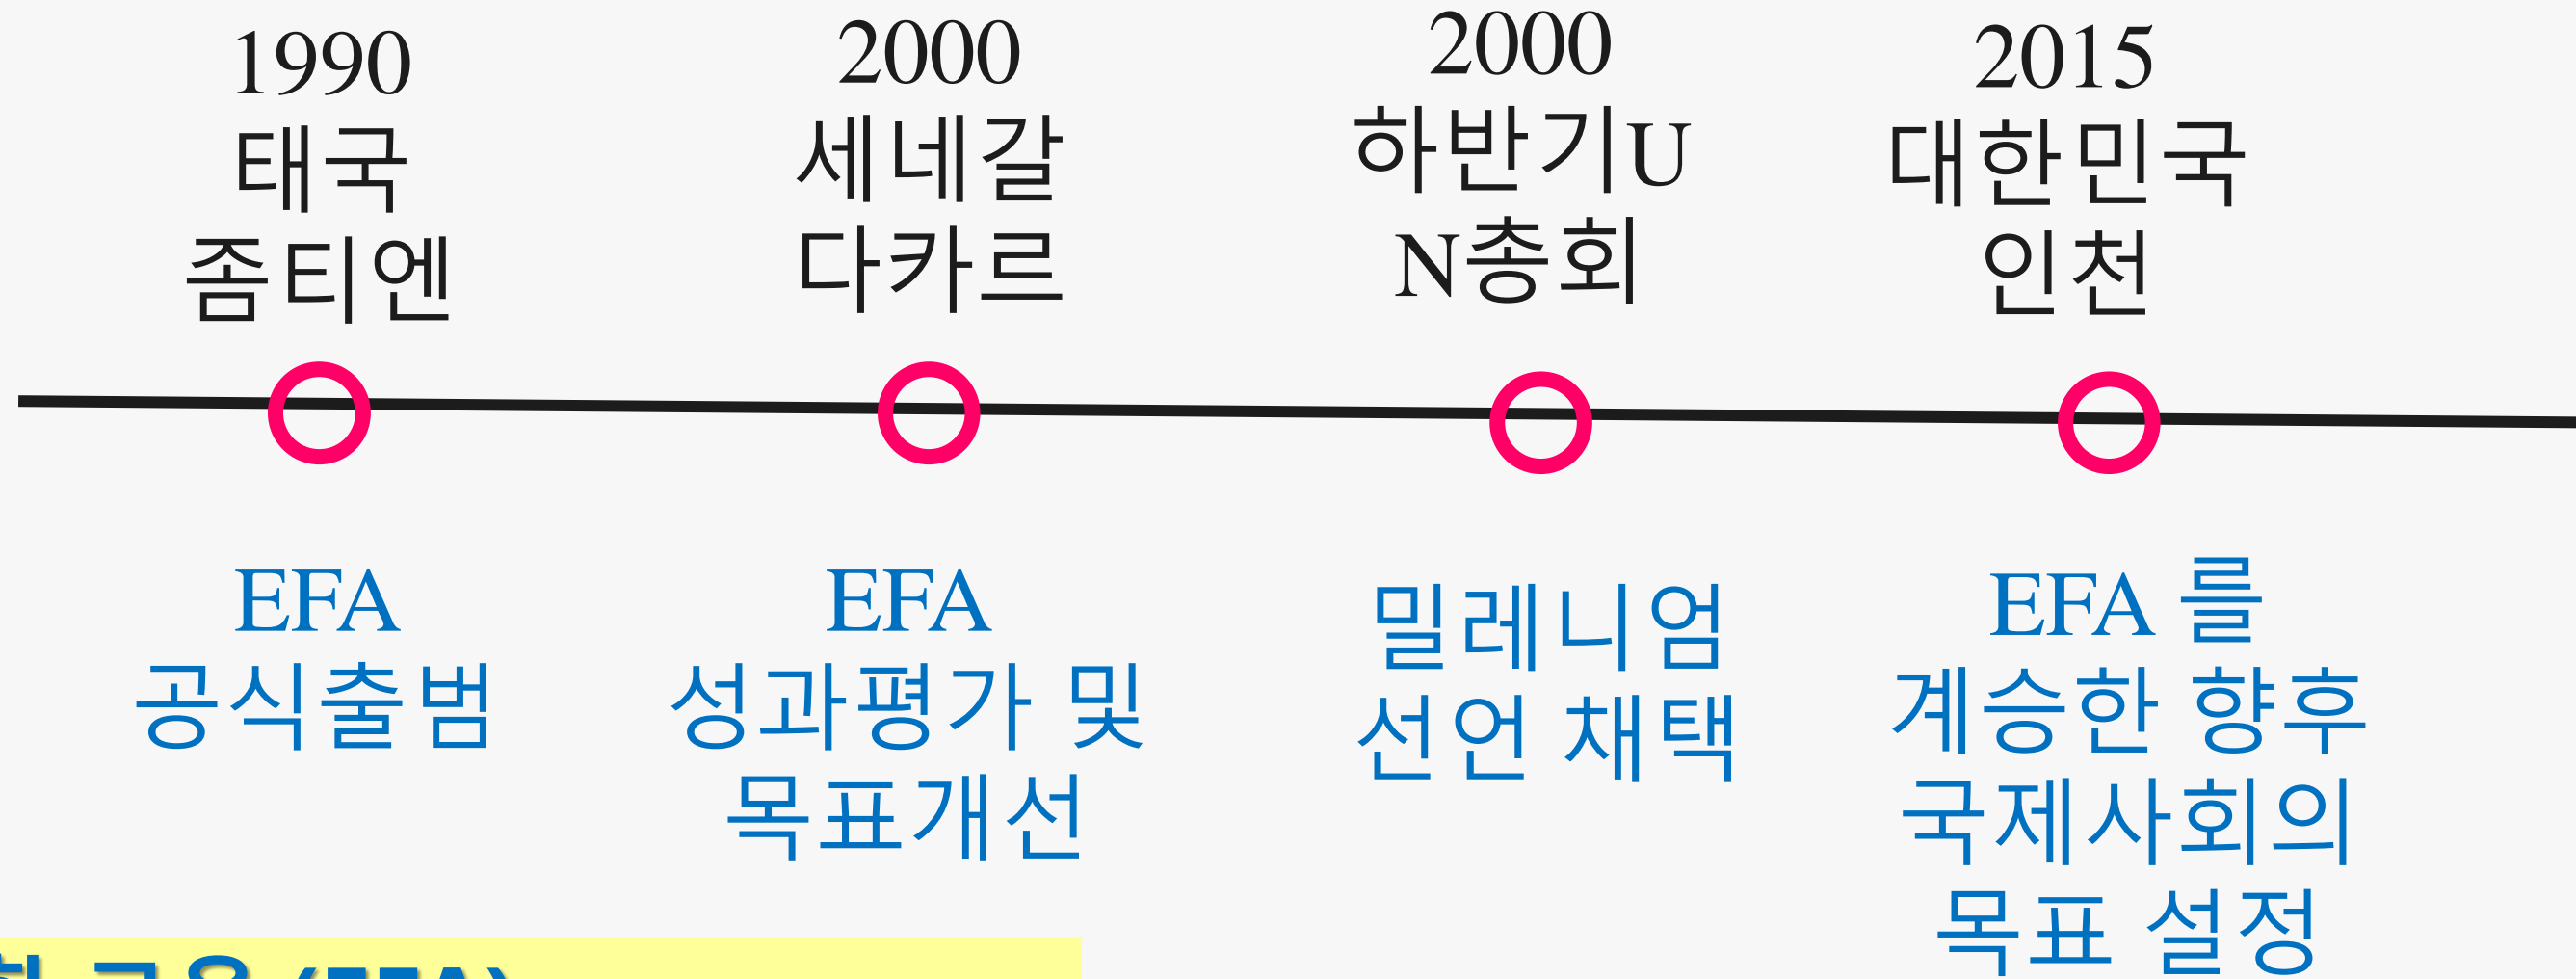 1990
태국
좀티엔
2000
세네갈
다카르
2000
하반기U
N총회
2015
대한민국
인천
EFA
공식출범
EFA
성과평가 및
목표개선
밀레니엄
선언 채택
EFA 를
계승한 향후
국제사회의
목표 설정
(EFA)